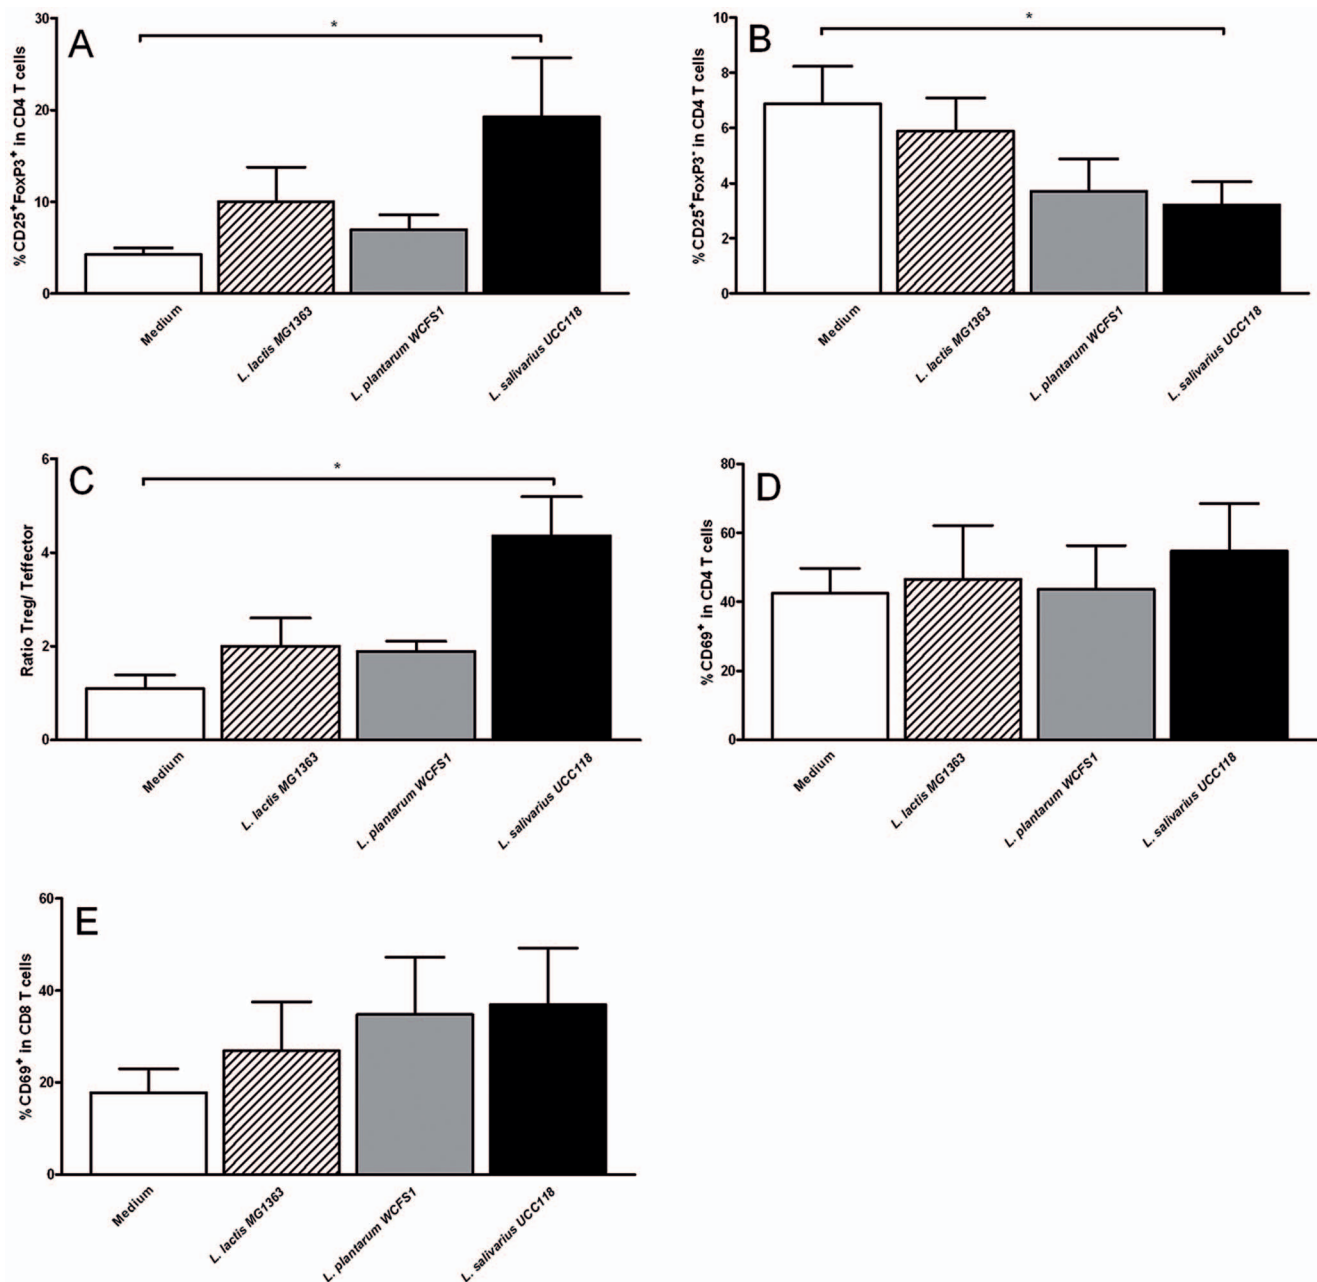 A
*
% CD25+FoxP3+ in CD4 T cells
30
20
10
0
Medium
L. lactis MG1363
L. plantarum WCFS1
L. salivarius UCC118
B
*
% CD25+FoxP3- in CD4 T cells
10
8
6
4
2
0
Medium
L. lactis MG1363
L. plantarum WCFS1
L. salivarius UCC118
C
*
Ratio Treg/ Teffector
6
4
2
0
Medium
L. lactis MG1363
L. plantarum WCFS1
L. salivarius UCC118
D
% CD69+ in CD4 T cells
80
60
40
20
0
Medium
L. lactis MG1363
L. plantarum WCFS1
L. salivarius UCC118
E
% CD69+ in CD8 T cells
60
40
20
0
Medium
L. lactis MG1363
L. plantarum WCFS1
L. salivarius UCC118